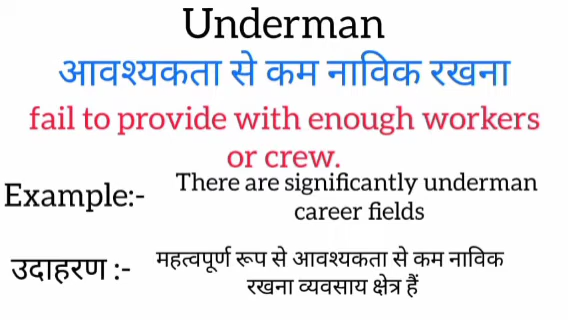 Underman
आवश्यकता से कम नाविक रखना
fail to provide with enough workers
or crew.
Example:-
There are significantly underman
career fields
उदाहरण :-
महत्वपूर्ण रूप से आवश्यकता से कम नाविक
रखना व्यवसाय क्षेत्र हैं